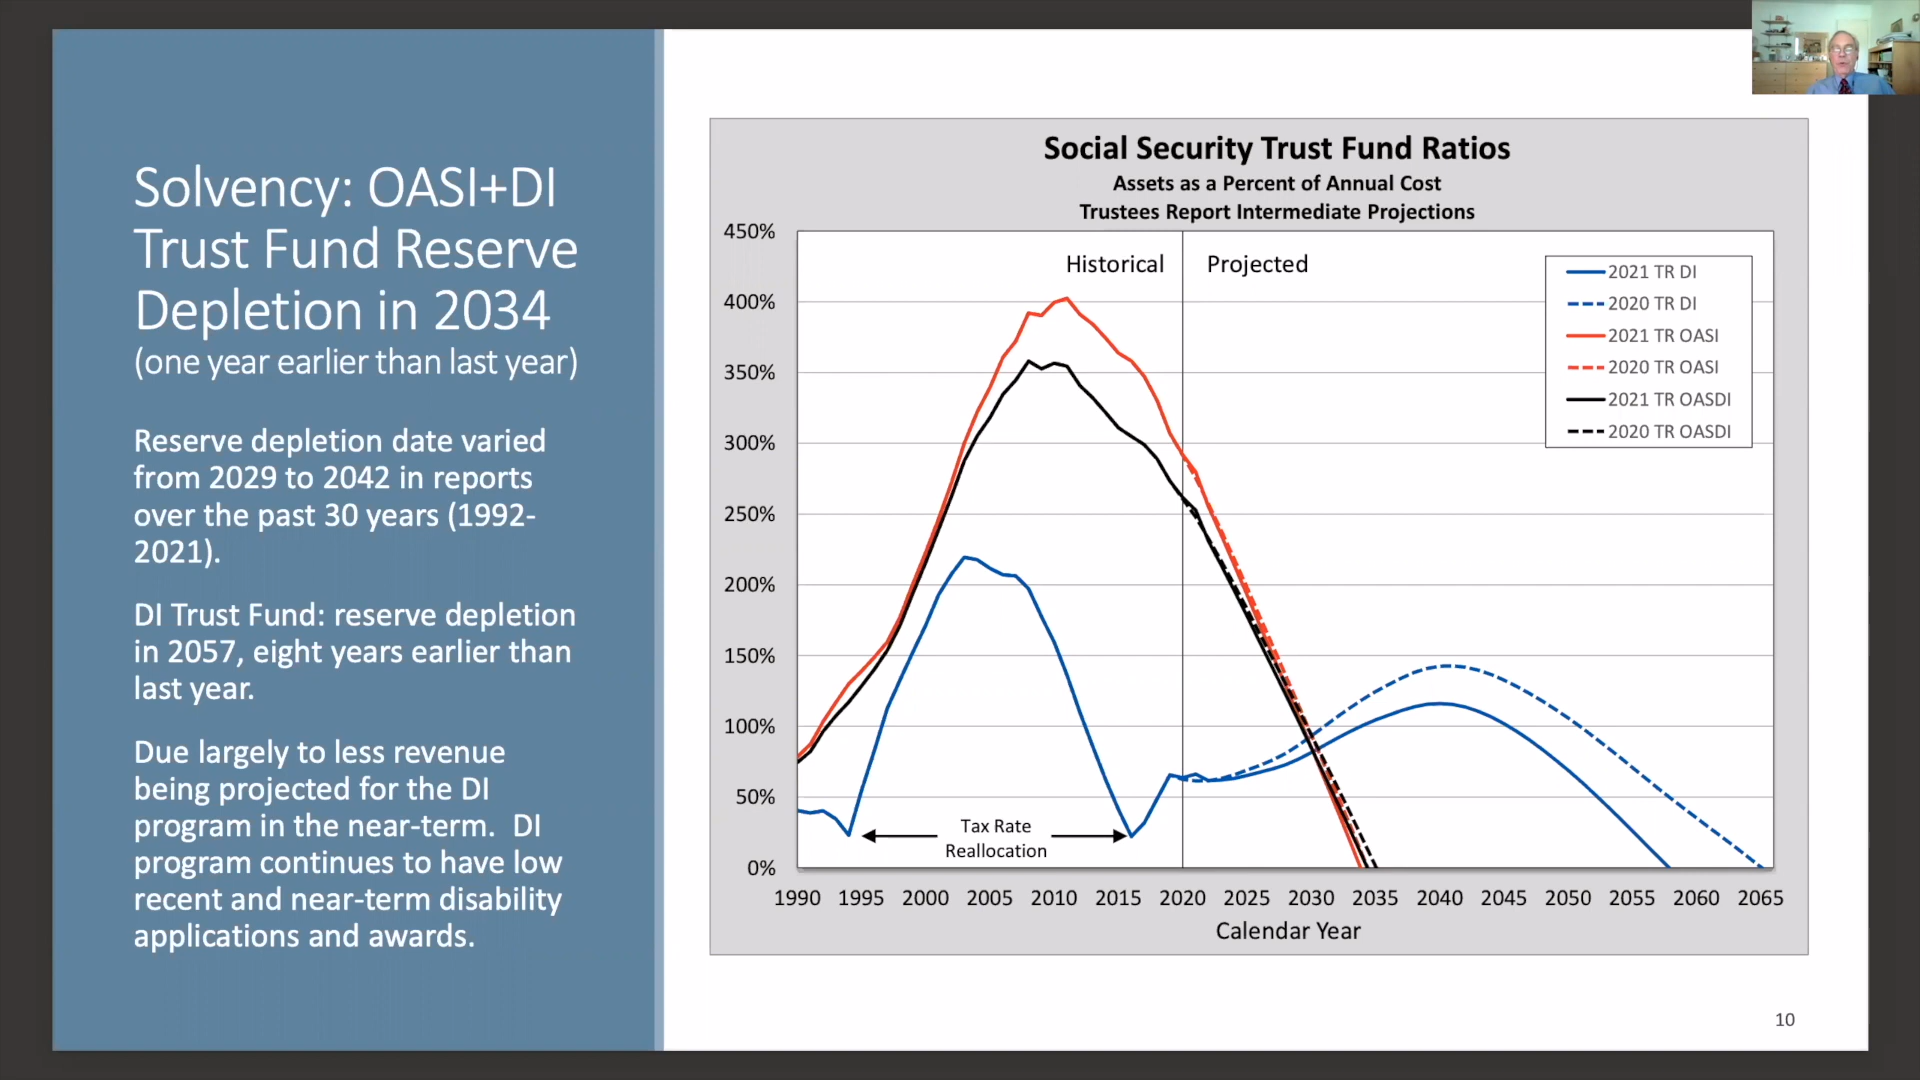 Solvency: OASI+DI
Trust Fund Reserve
Depletion in 2034
(one year earlier than last year)
Reserve depletion date varied
from 2029 to 2042 in reports
over the past 30 years (1992-
2021).
DI Trust Fund: reserve depletion
in 2057, eight years earlier than
last year.
Due largely to less revenue
being projected for the DI
program in the near-term.  DI
program continues to have low
recent and near-term disability
applications and awards.
Social Security Trust Fund Ratios
Assets as a Percent of Annual Cost
Trustees Report Intermediate Projections
450%
400%
350%
300%
250%
200%
150%
100%
50%
0%
Historical
Projected
2021 TR DI
2020 TR DI
2021 TR OASI
2020 TR OASI
2021 TR OASDI
2020 TR OASDI
Tax Rate
Reallocation
1990 1995 2000 2005 2010 2015 2020 2025 2030 2035 2040 2045 2050 2055 2060 2065
Calendar Year
10